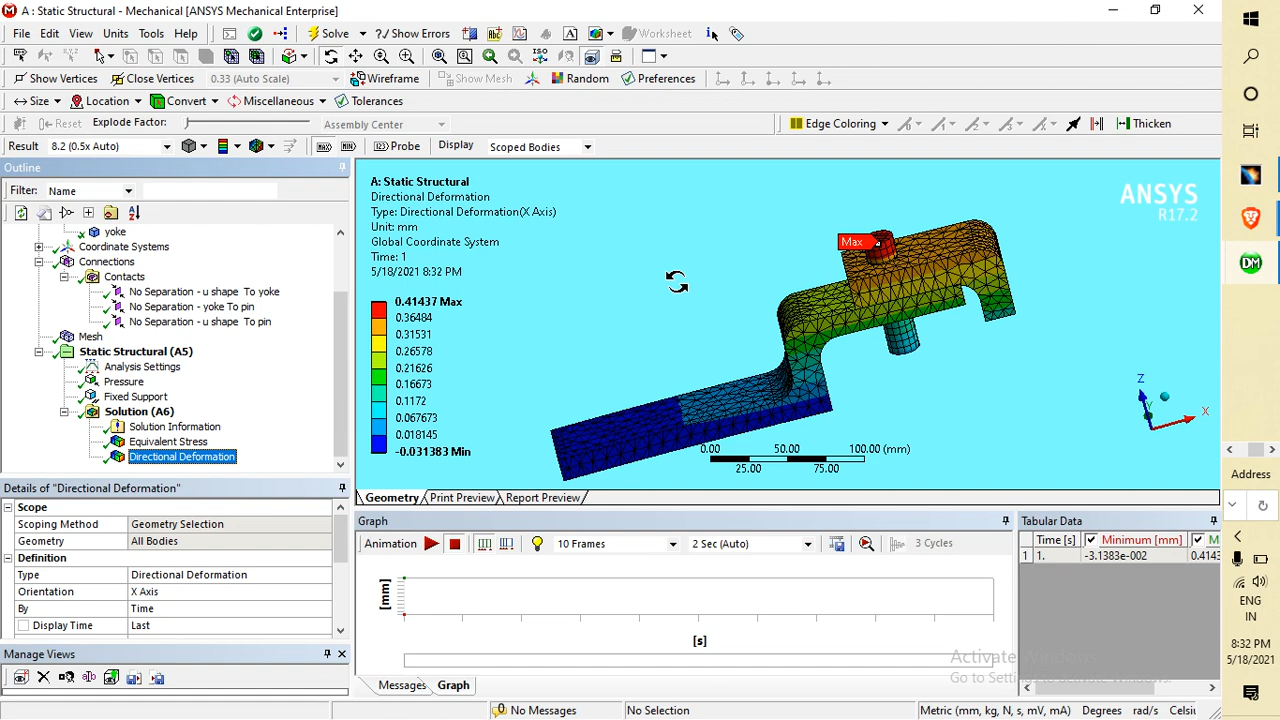 A : Static Structural - Mechanical [ANSYS Mechanical Enterprise]
File Edit View Units Tools Help Solve ? Show Errors Worksheet
Show Vertices Close Vertices 0.33 (Auto Scale) Wireframe Show Mesh Random Preferences
Size Location Convert Miscellaneous Tolerances
Reset Explode Factor: Assembly Center Edge Coloring Thicken
Result 8.2 (0.5x Auto) Probe Display Scoped Bodies
Outline
Filter: Name
yoke
Coordinate Systems
Connections
Contacts
No Separation - u shape To yoke
No Separation - yoke To pin
No Separation - u shape To pin
Mesh
Static Structural (A5)
Analysis Settings
Pressure
Fixed Support
Solution (A6)
Solution Information
Equivalent Stress
Directional Deformation
A: Static Structural
Directional Deformation
Type: Directional Deformation(X Axis)
Unit: mm
Global Coordinate System
Time: 1
5/18/2021 8:32 PM
0.41437 Max
0.36484
0.31531
0.26578
0.21626
0.16673
0.1172
0.067673
0.018145
-0.031383 Min
Max
ANSYS
R17.2
Z
Y
X
0.00 50.00 100.00 (mm)
25.00 75.00
Geometry Print Preview Report Preview
Details of "Directional Deformation"
Scope
Scoping Method Geometry Selection
Geometry All Bodies
Definition
Type Directional Deformation
Orientation X Axis
By Time
Display Time Last
Manage Views
Graph
Animation 10 Frames 2 Sec (Auto) 3 Cycles
[mm]
[s]
Messages Graph
Tabular Data
Time [s] Minimum [mm] M
1 1. -3.1383e-002 0.4143
Activate Windows
Go to Settings to activate Windows.
No Messages No Selection Metric (mm, kg, N, s, mV, mA) Degrees Celsi
DM
Address
ENG
IN
8:32 PM
5/18/2021